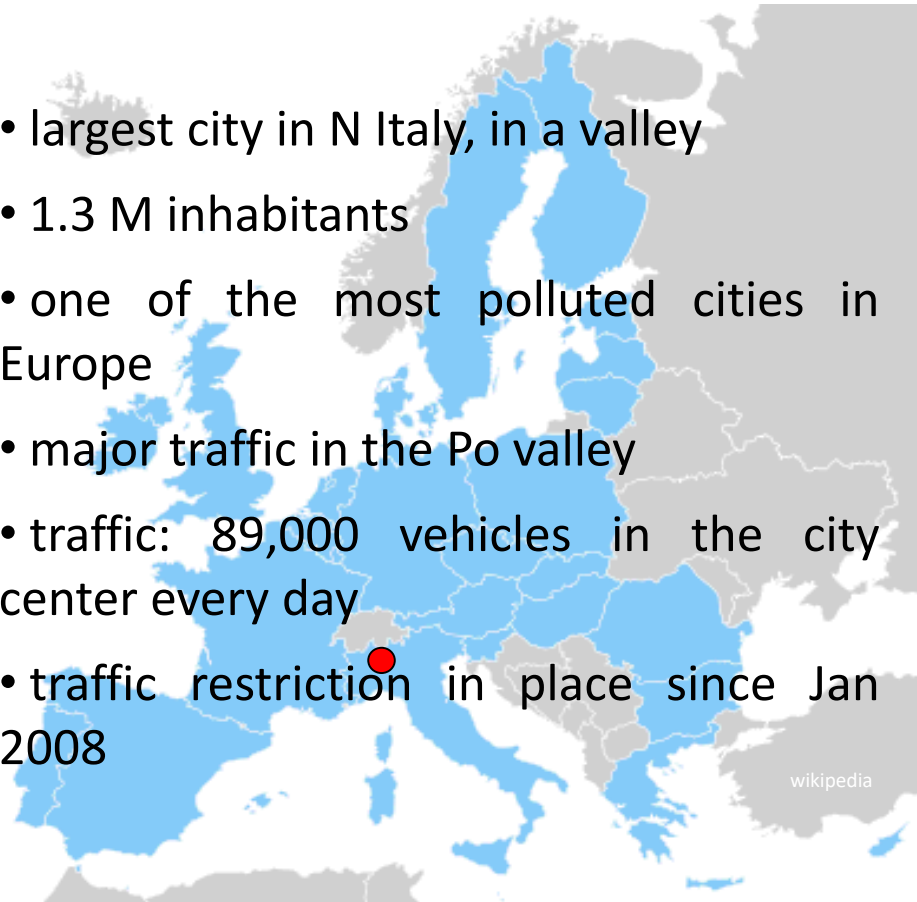 • largest city in N Italy, in a valley
• 1.3 M inhabitants
• one of the most polluted cities in
Europe
• major traffic in the Po valley
• traffic: 89,000 vehicles in the city
center every day
• traffic restriction in place since Jan
2008
wikipedia